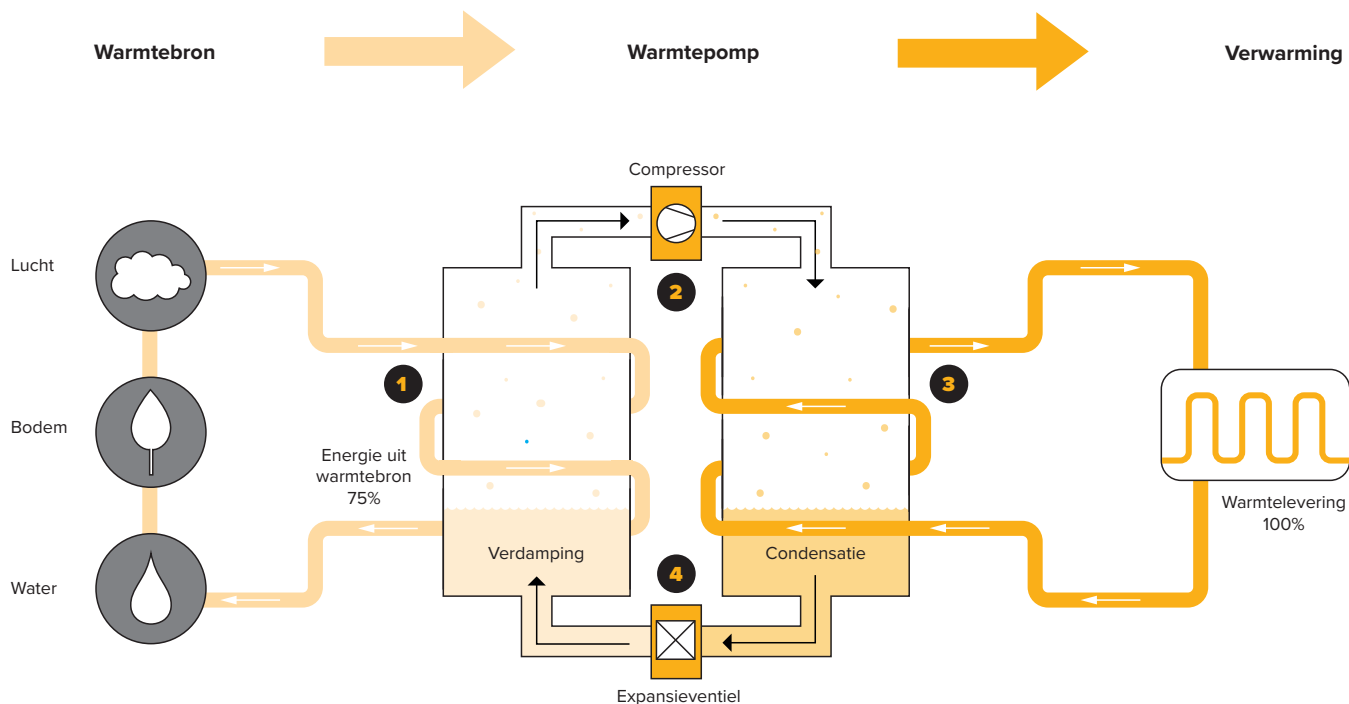 Warmtebron
Warmtepomp
Verwarming
Compressor
Lucht
2
1
3
Bodem
Energie uit
warmtebron
75%
Warmtelevering
100%
Verdamping
Condensatie
4
Water
Expansieventiel